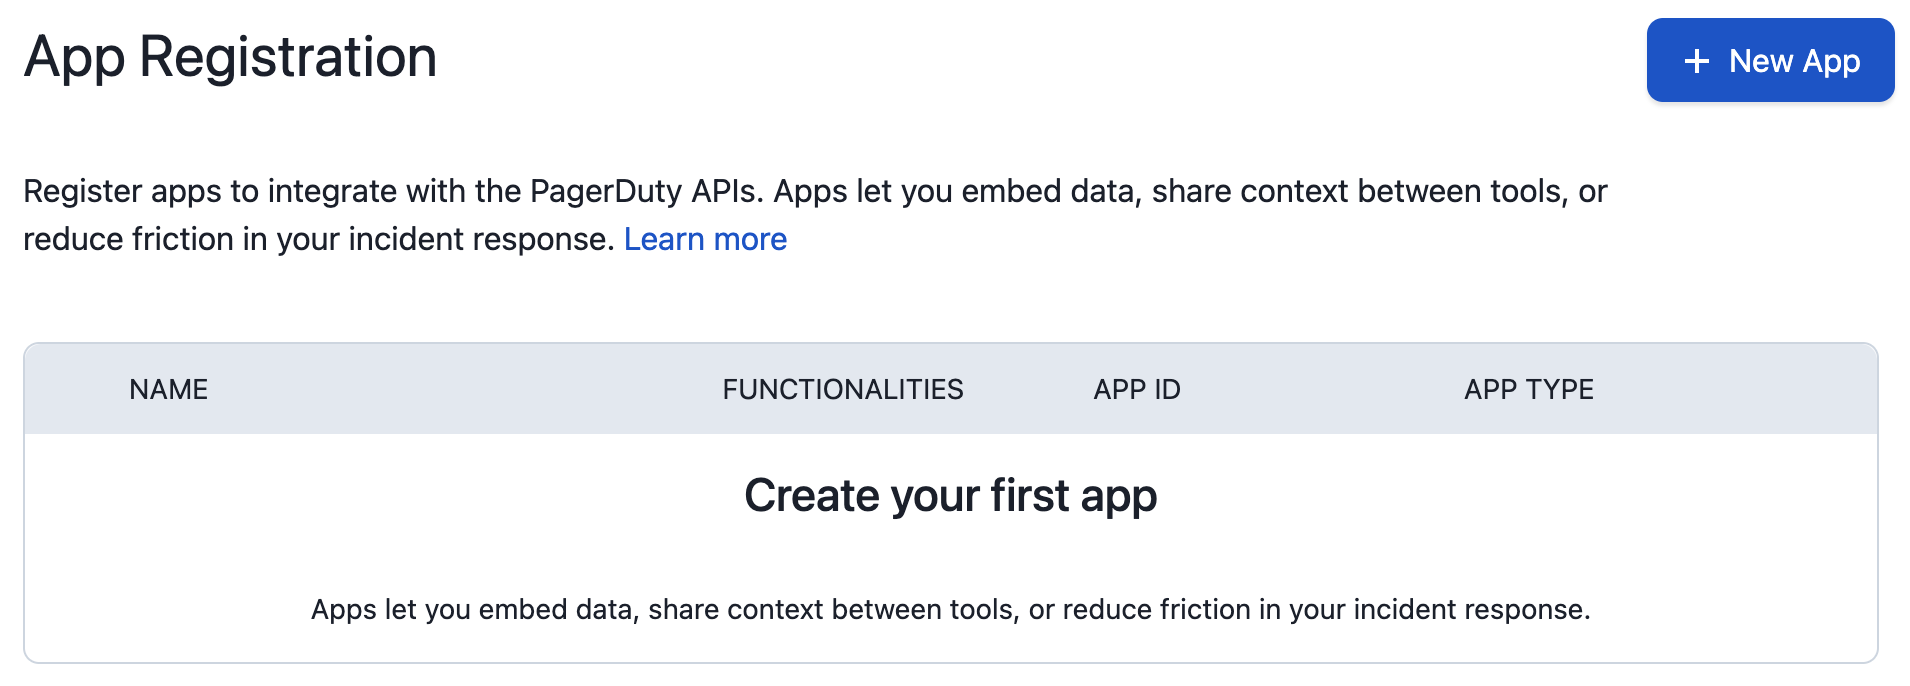 App Registration
+ New App
Register apps to integrate with the PagerDuty APIs. Apps let you embed data, share context between tools, or
reduce friction in your incident response. Learn more
NAME FUNCTIONALITIES APP ID APP TYPE
Create your first app
Apps let you embed data, share context between tools, or reduce friction in your incident response.